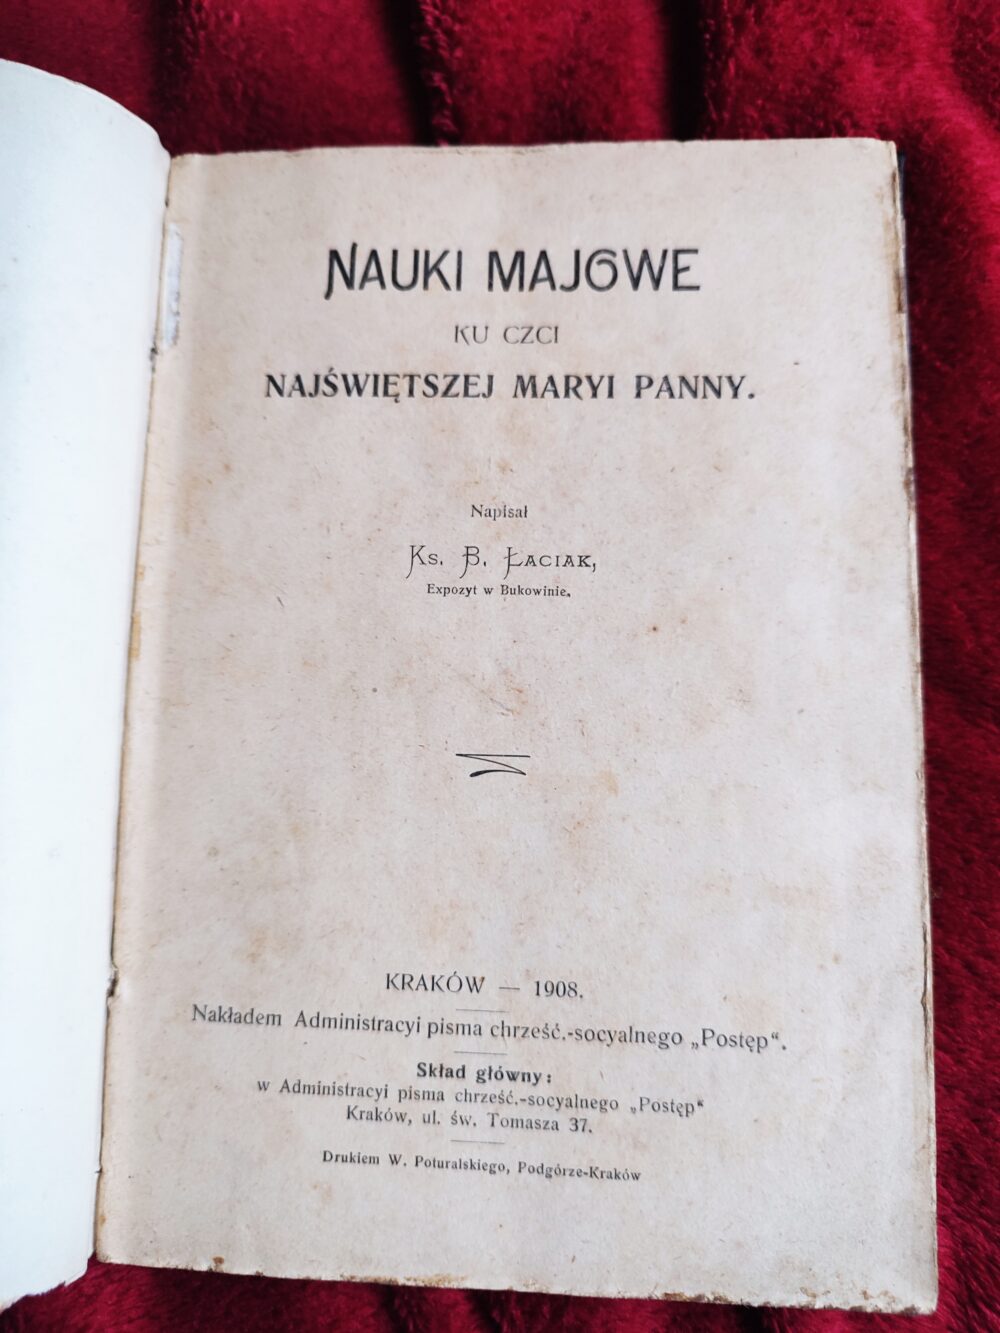 NAUKI MAJOWE
KU CZCI
NAJŚWIĘTSZEJ MARYI PANNY.
Napisał
Ks. B. Łaciak,
Expozyt w Bukowinie.
KRAKÓW — 1908.
Nakładem Administracyi pisma chrześć.-socyalnego „Postęp“.
Skład główny:
w Administracyi pisma chrześć.-socyalnego „Postęp“
Kraków, ul. św. Tomasza 37.
Drukiem W. Poturalskiego, Podgórze-Kraków